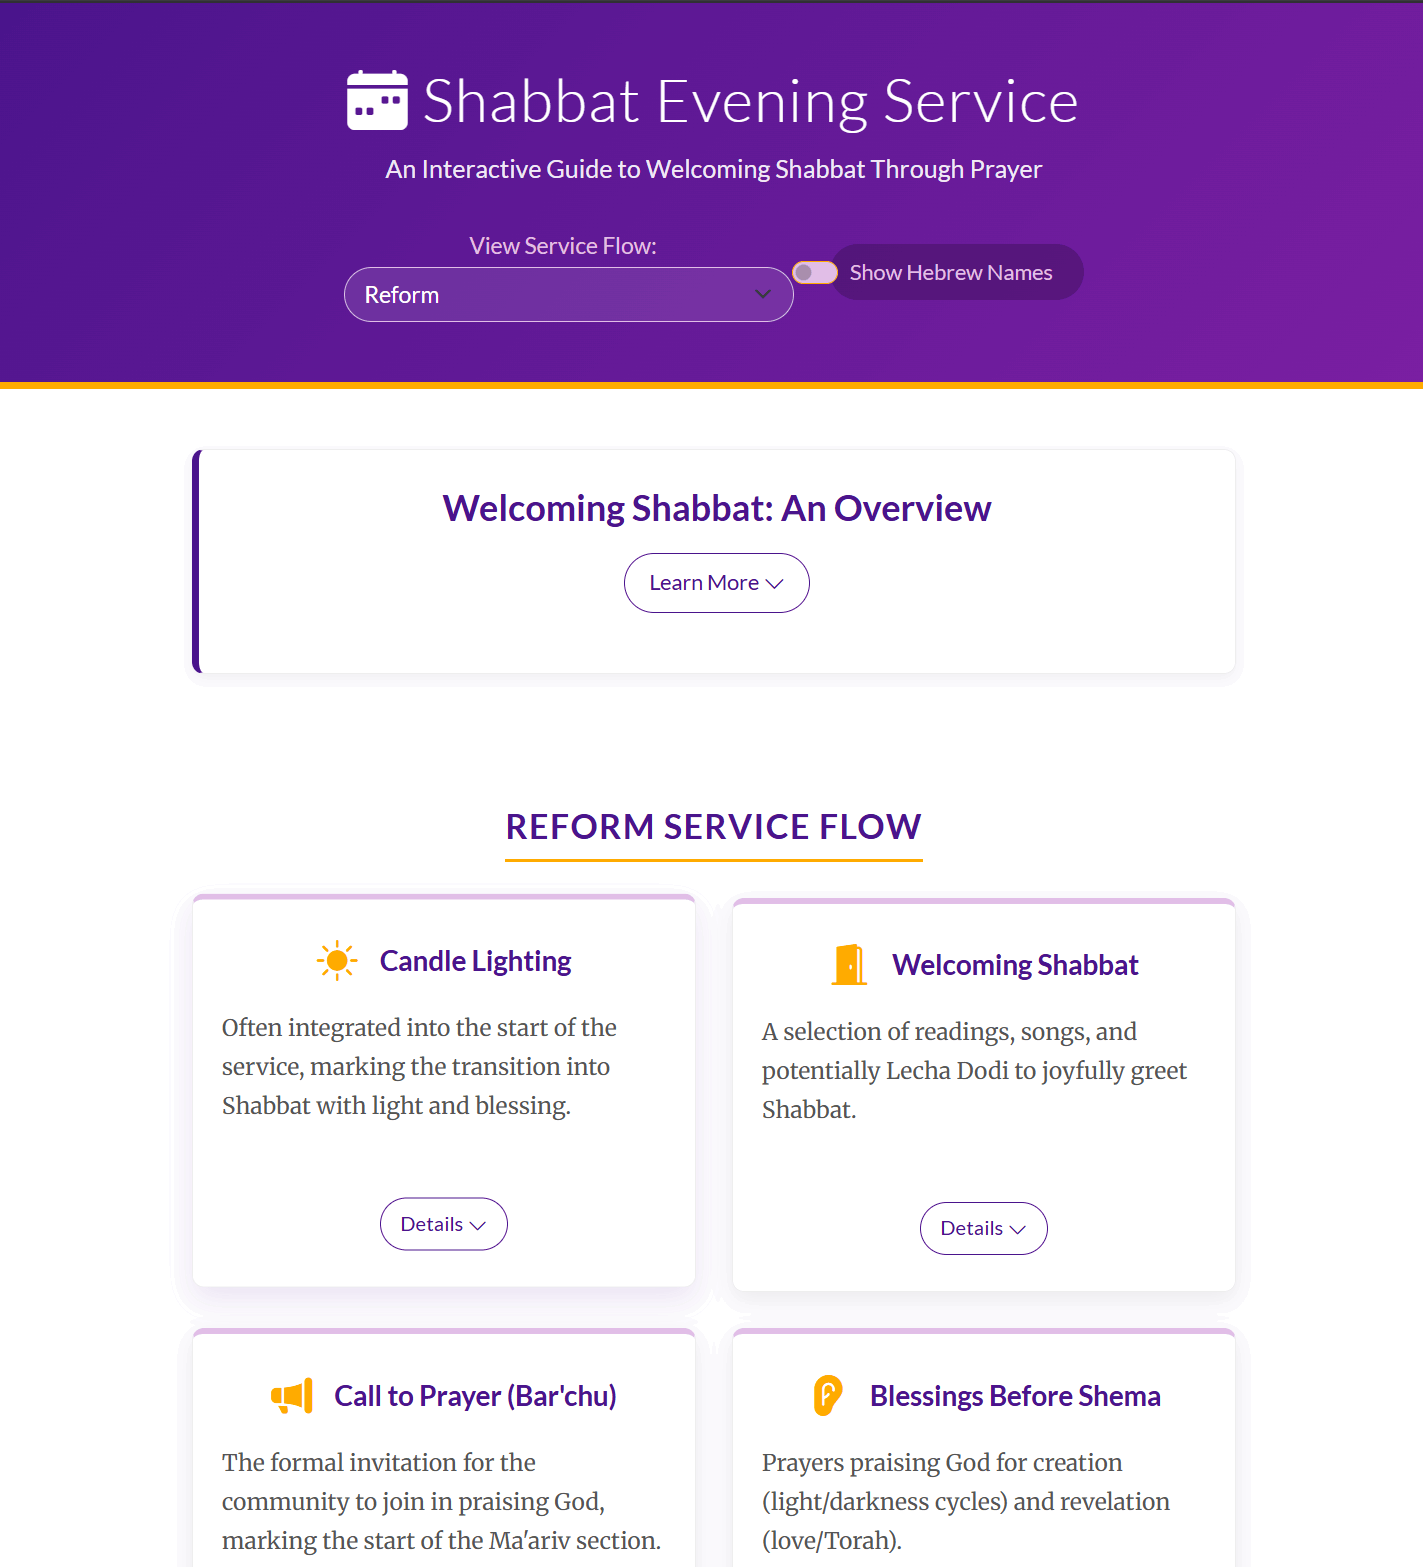 Shabbat Evening Service
An Interactive Guide to Welcoming Shabbat Through Prayer
View Service Flow:
Reform
Show Hebrew Names
Welcoming Shabbat: An Overview
Learn More
REFORM SERVICE FLOW
Candle Lighting
Often integrated into the start of the
service, marking the transition into
Shabbat with light and blessing.
Details
Welcoming Shabbat
A selection of readings, songs, and
potentially Lecha Dodi to joyfully greet
Shabbat.
Details
Call to Prayer (Bar'chu)
The formal invitation for the
community to join in praising God,
marking the start of the Ma'ariv section.
Blessings Before Shema
Prayers praising God for creation
(light/darkness cycles) and revelation
(love/Torah).